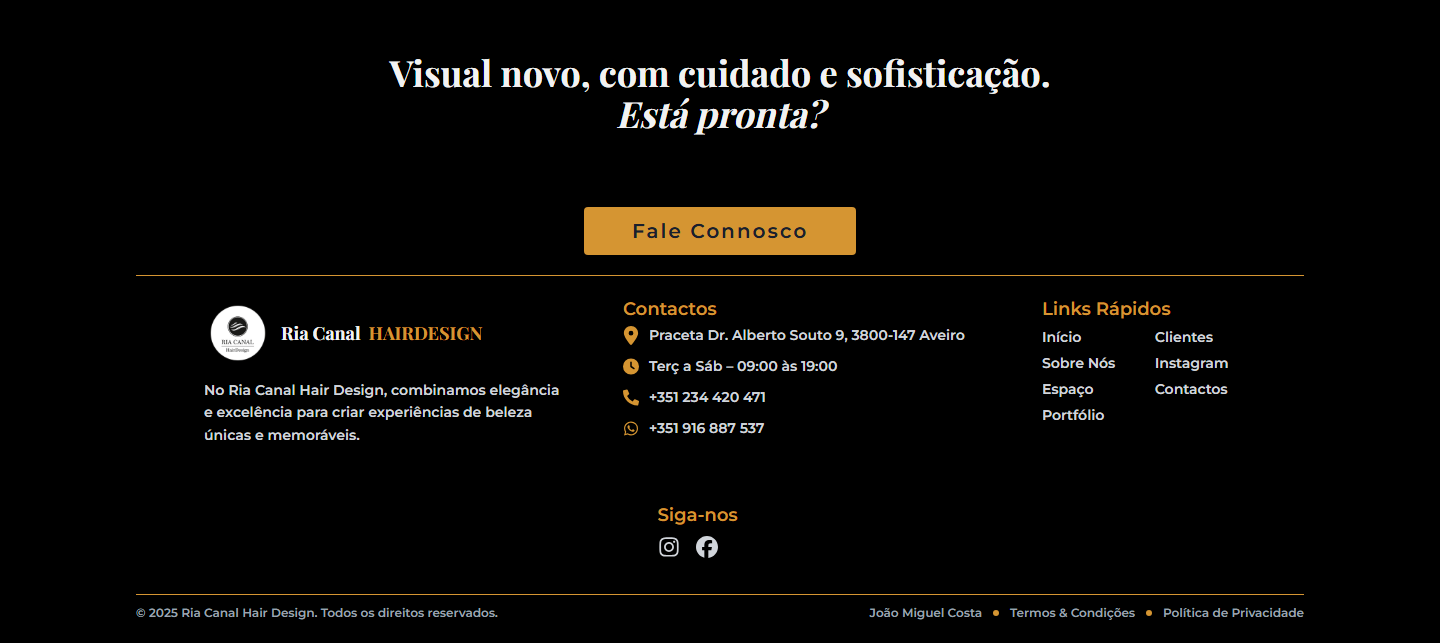 Visual novo, com cuidado e sofisticação.
Está pronta?
Fale Connosco
RIA CANAL
HairDesign
Ria Canal HAIRDESIGN
No Ria Canal Hair Design, combinamos elegância
e excelência para criar experiências de beleza
únicas e memoráveis.
Contactos
Praceta Dr. Alberto Souto 9, 3800-147 Aveiro
Terç a Sáb – 09:00 às 19:00
+351 234 420 471
+351 916 887 537
Links Rápidos
Início
Sobre Nós
Espaço
Portfólio
Clientes
Instagram
Contactos
Siga-nos
© 2025 Ria Canal Hair Design. Todos os direitos reservados.
João Miguel Costa • Termos & Condições • Política de Privacidade